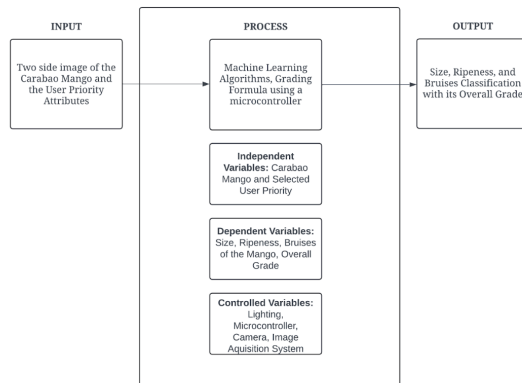 INPUT
PROCESS
OUTPUT
Two side image of the
Carabao Mango and
the User Priority
Attributes
Machine Learning
Algorithms, Grading
Formula using a
microcontroller
Size, Ripeness, and
Bruises Classification
with its Overall Grade
Independent
Variables: Carabao
Mango and Selected
User Priority
Dependent Variables:
Size, Ripeness, Bruises
of the Mango, Overall
Grade
Controlled Variables:
Lighting,
Microcontroller,
Camera, Image
Aquisition System